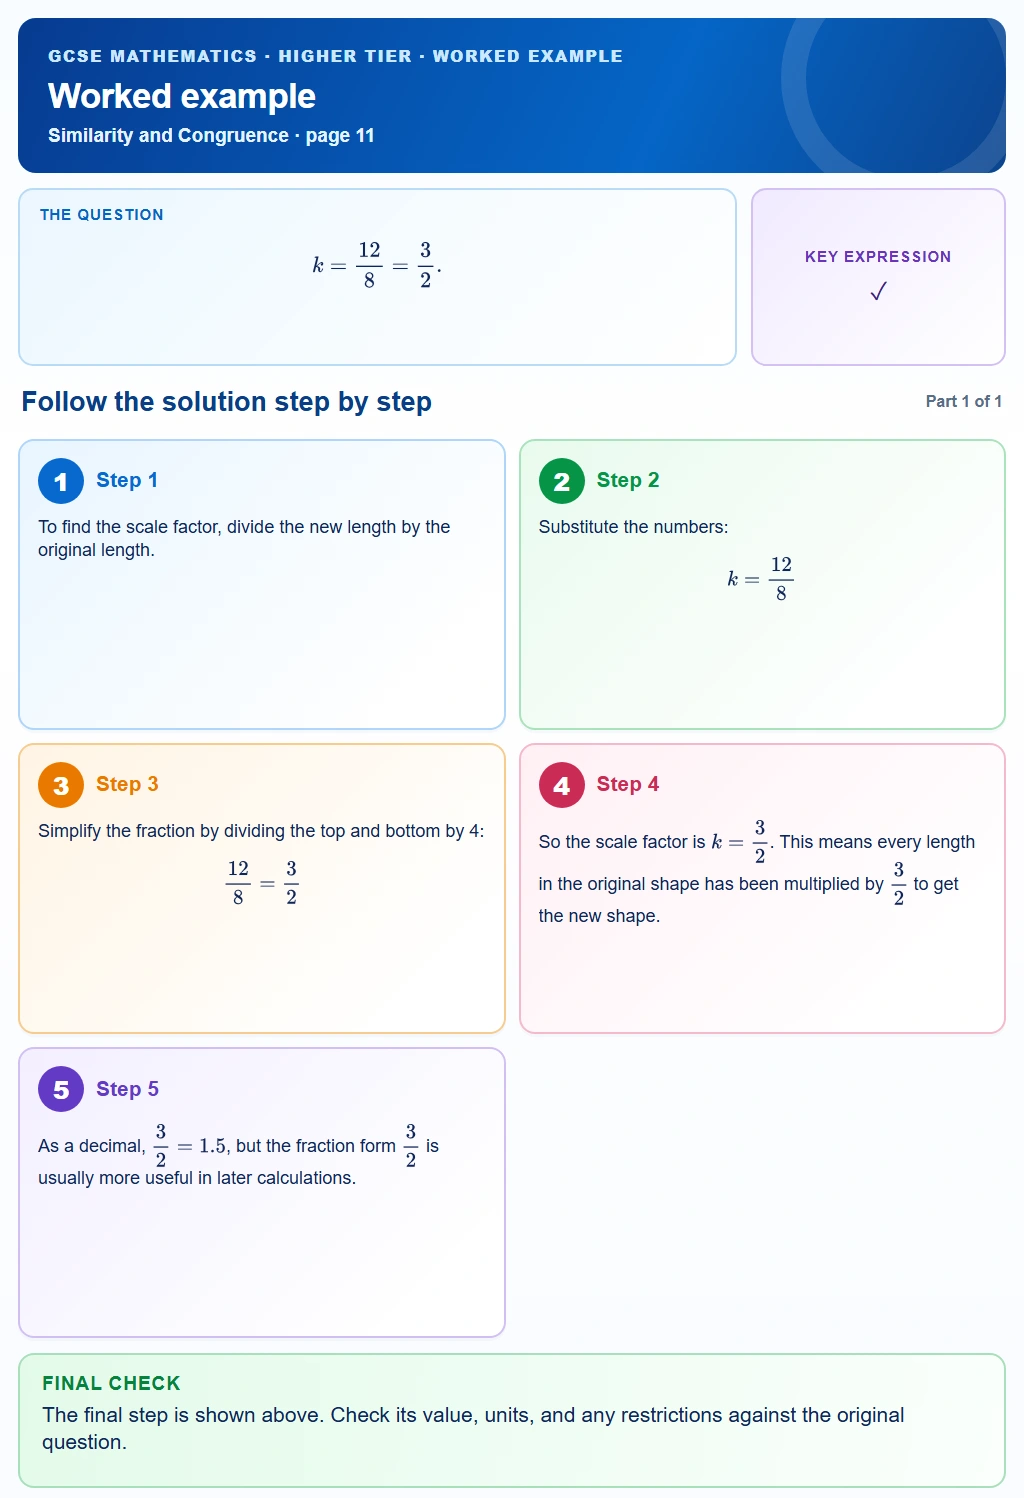 GCSE MATHEMATICS · HIGHER TIER · WORKED EXAMPLE
Worked example
Similarity and Congruence · page 11
THE QUESTION
k = 12/8 = 3/2.
KEY EXPRESSION
✓
Follow the solution step by step
Part 1 of 1
1 Step 1
To find the scale factor, divide the new length by the
original length.
2 Step 2
Substitute the numbers:
k = 12/8
3 Step 3
Simplify the fraction by dividing the top and bottom by 4:
12/8 = 3/2
4 Step 4
So the scale factor is k = 3/2. This means every length
in the original shape has been multiplied by 3/2 to get
the new shape.
5 Step 5
As a decimal, 3/2 = 1.5, but the fraction form 3/2 is
usually more useful in later calculations.
FINAL CHECK
The final step is shown above. Check its value, units, and any restrictions against the original
question.